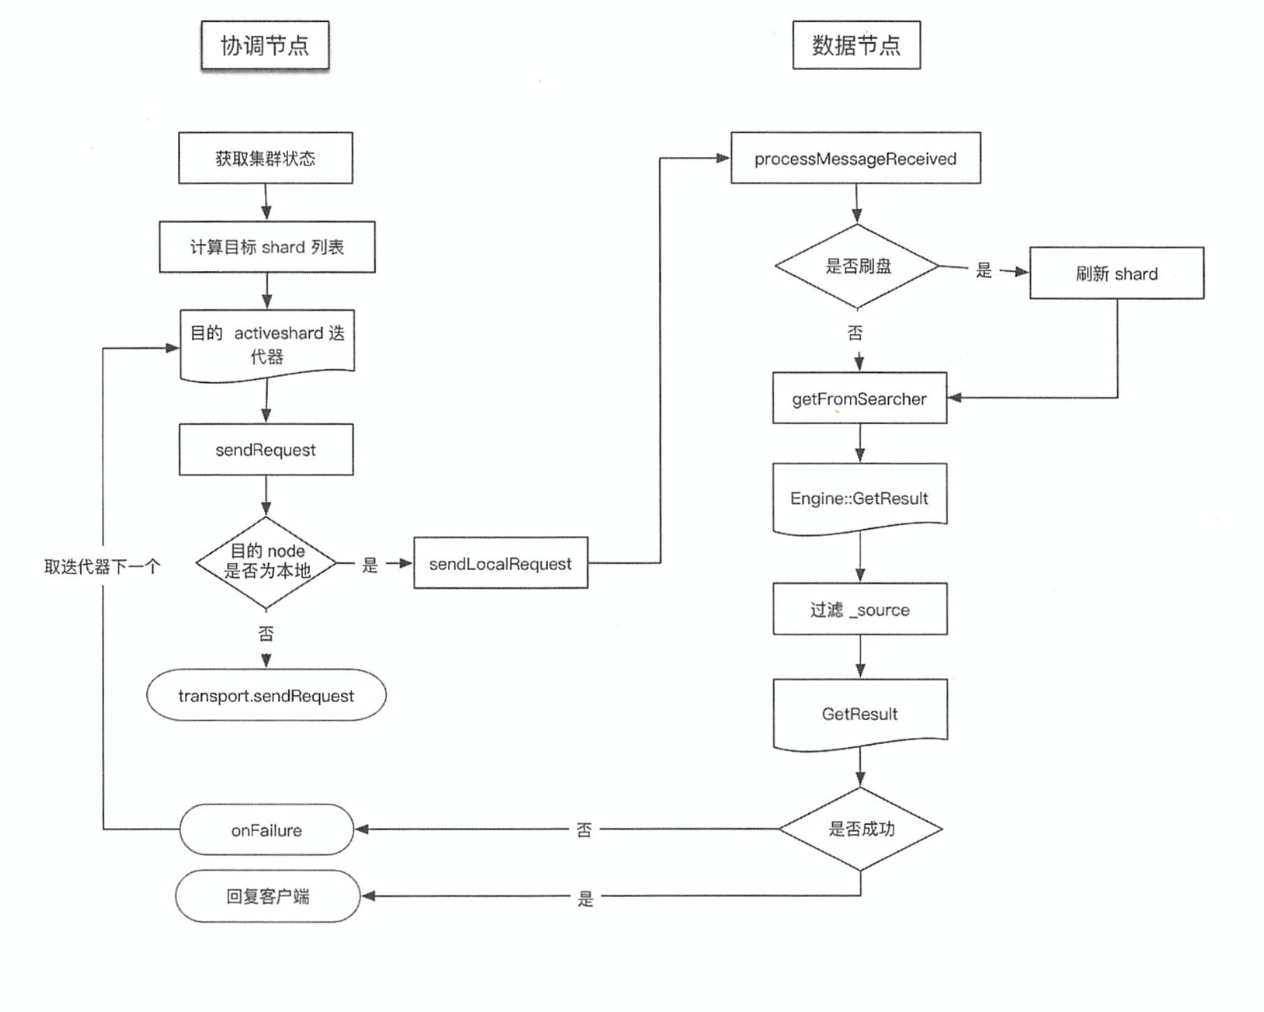 协调节点
数据节点
获取集群状态
计算目标 shard 列表
目的 activeshard 迭
代器
sendRequest
目的 node
是否为本地
是
sendLocalRequest
否
transport.sendRequest
取迭代器下一个
onFailure
回复客户端
processMessageReceived
是否刷盘
是
刷新 shard
否
getFromSearcher
Engine::GetResult
过滤 _source
GetResult
是否成功
否
是